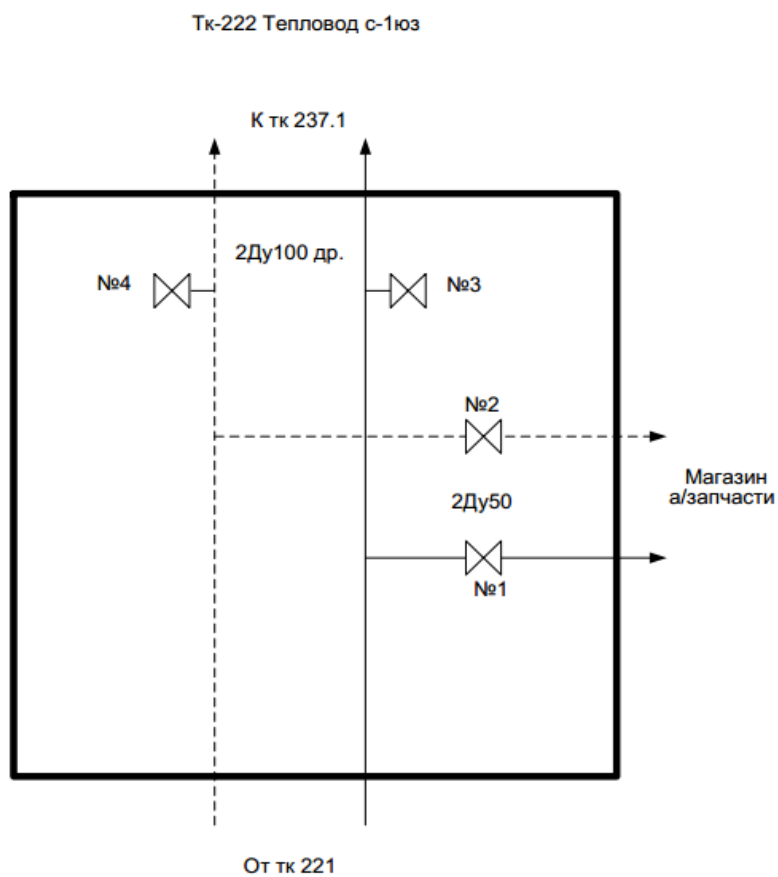 Тк-222 Тепловод с-1юз
К тк 237.1
2Ду100 др.
№4
№3
№2
Магазин
а/запчасти
2Ду50
№1
От тк 221